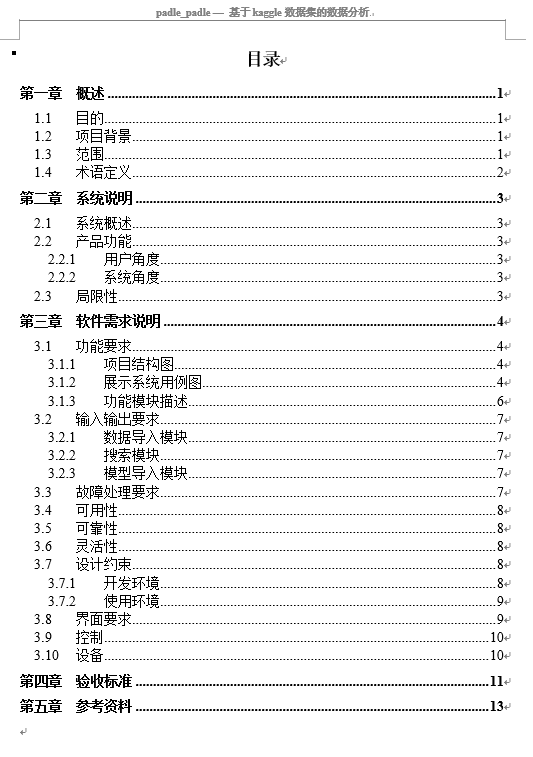 padle_padle — 基于 kaggle 数据集的数据分析
目录
第一章 概述 1
1.1 目的 1
1.2 项目背景 1
1.3 范围 1
1.4 术语定义 2
第二章 系统说明 3
2.1 系统概述 3
2.2 产品功能 3
2.2.1 用户角度 3
2.2.2 系统角度 3
2.3 局限性 3
第三章 软件需求说明 4
3.1 功能要求 4
3.1.1 项目结构图 4
3.1.2 展示系统用例图 4
3.1.3 功能模块描述 6
3.2 输入输出要求 7
3.2.1 数据导入模块 7
3.2.2 搜索模块 7
3.2.3 模型导入模块 7
3.3 故障处理要求 7
3.4 可用性 8
3.5 可靠性 8
3.6 灵活性 8
3.7 设计约束 8
3.7.1 开发环境 8
3.7.2 使用环境 9
3.8 界面要求 9
3.9 控制 10
3.10 设备 10
第四章 验收标准 11
第五章 参考资料 13